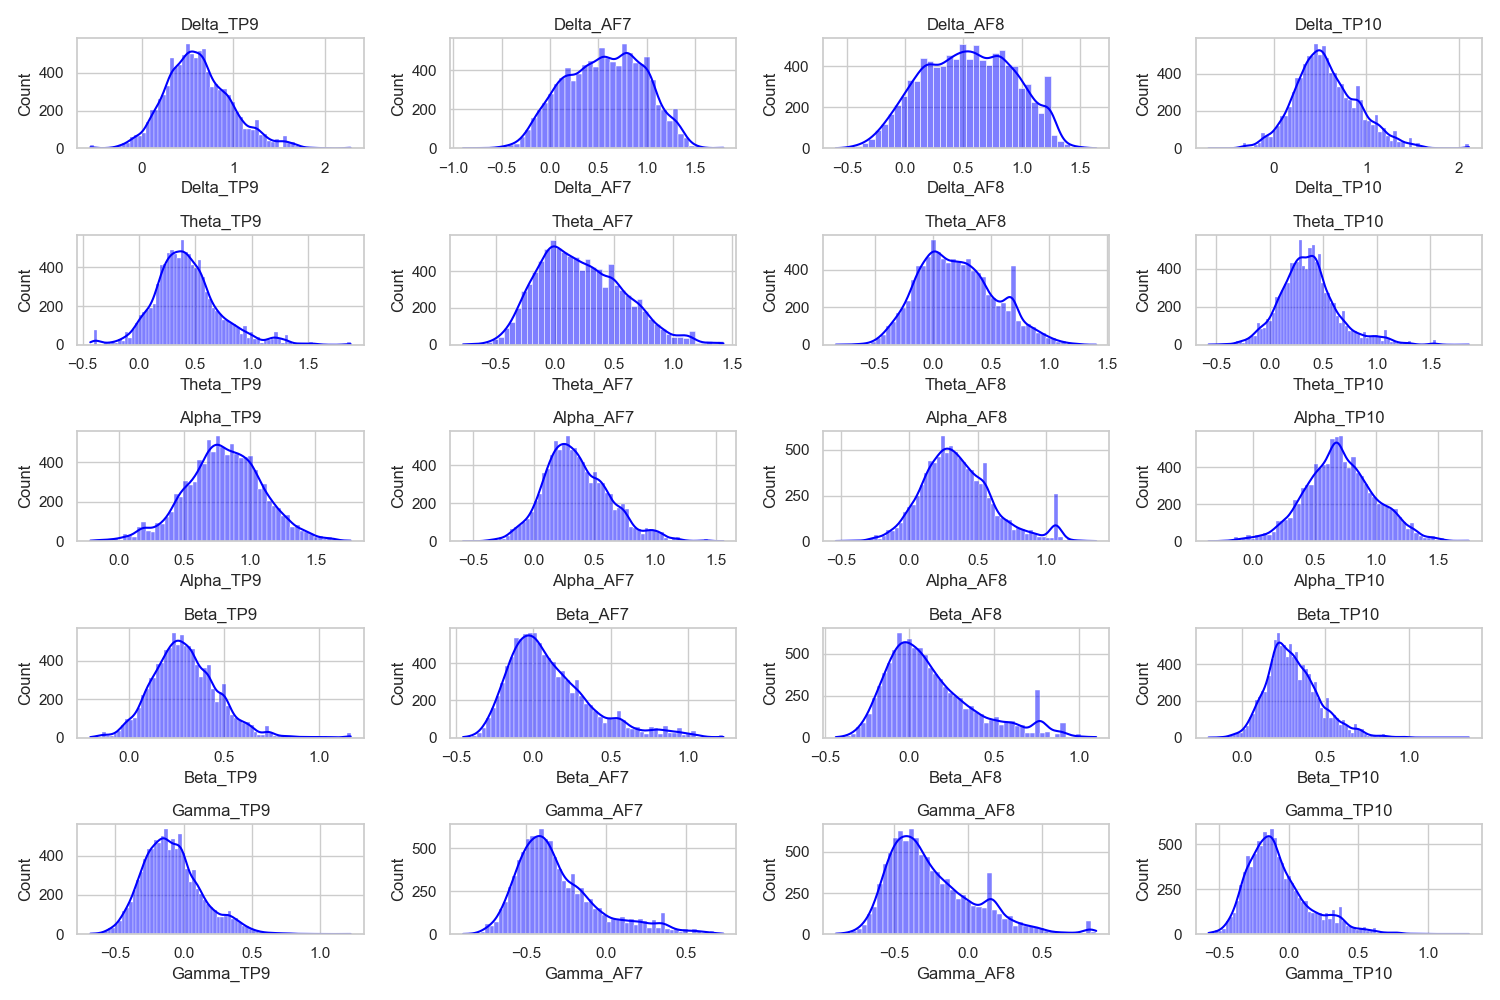 Delta_TP9 Delta_AF7 Delta_AF8 Delta_TP10
Count 400 200 0 Count 400 200 0 Count 400 200 0 Count 400 200 0
0 1 2 −1.0 −0.5 0.0 0.5 1.0 1.5 −0.5 0.0 0.5 1.0 1.5 0 1 2
Delta_TP9 Delta_AF7 Delta_AF8 Delta_TP10
Theta_TP9 Theta_AF7 Theta_AF8 Theta_TP10
Count 400 200 0 Count 400 200 0 Count 400 200 0 Count 400 200 0
−0.5 0.0 0.5 1.0 1.5 −0.5 0.0 0.5 1.0 1.5 −0.5 0.0 0.5 1.0 1.5 −0.5 0.0 0.5 1.0 1.5
Theta_TP9 Theta_AF7 Theta_AF8 Theta_TP10
Alpha_TP9 Alpha_AF7 Alpha_AF8 Alpha_TP10
Count 400 200 0 Count 400 200 0 Count 500 250 0 Count 400 200 0
0.0 0.5 1.0 1.5 −0.5 0.0 0.5 1.0 1.5 −0.5 0.0 0.5 1.0 0.0 0.5 1.0 1.5
Alpha_TP9 Alpha_AF7 Alpha_AF8 Alpha_TP10
Beta_TP9 Beta_AF7 Beta_AF8 Beta_TP10
Count 400 200 0 Count 400 200 0 Count 500 250 0 Count 400 200 0
0.0 0.5 1.0 −0.5 0.0 0.5 1.0 −0.5 0.0 0.5 1.0 0.0 0.5 1.0
Beta_TP9 Beta_AF7 Beta_AF8 Beta_TP10
Gamma_TP9 Gamma_AF7 Gamma_AF8 Gamma_TP10
Count 400 200 0 Count 500 250 0 Count 500 250 0 Count 500 250 0
−0.5 0.0 0.5 1.0 −0.5 0.0 0.5 −0.5 0.0 0.5 −0.5 0.0 0.5 1.0
Gamma_TP9 Gamma_AF7 Gamma_AF8 Gamma_TP10